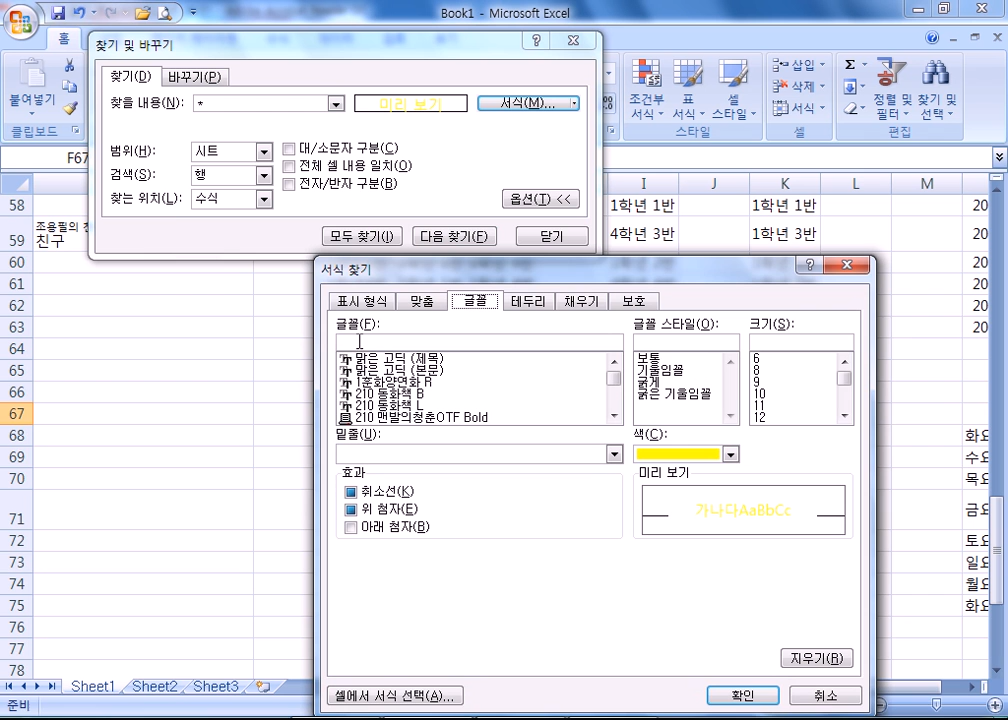 Book1 - Microsoft Excel
홈
붙여넣기
클립보드
조건부
서식
표
서식
셀
스타일
스타일
삽입
삭제
서식
셀
Σ
정렬 및
필터
찾기 및
선택
편집
찾기 및 바꾸기
찾기(D)
바꾸기(P)
찾을 내용(N):
*
미리 보기
서식(M)...
범위(H):
시트
대/소문자 구분(C)
검색(S):
행
전체 셀 내용 일치(O)
찾는 위치(L):
수식
전자/반자 구분(B)
옵션(T) <<
모두 찾기(I)
다음 찾기(F)
닫기
F67
I
J
K
L
M
58
1학년 1반
1학년 1반
20
59
조용필의
친구
4학년 3반
1학년 3반
20
60
20
61
20
62
20
63
20
64
65
66
67
68
화요
69
수요
70
목요
71
금요
72
토요
73
일요
74
월요
75
화요
76
77
78
서식 찾기
표시 형식
맞춤
글꼴
테두리
채우기
보호
글꼴(F):
글꼴 스타일(O):
크기(S):
맑은 고딕 (제목)
맑은 고딕 (본문)
1훈화양연화 R
210 동화책 B
210 동화책 L
210 맨발의청춘OTF Bold
보통
기울임꼴
굵게
굵은 기울임꼴
6
8
9
10
11
12
밑줄(U):
색(C):
효과
취소선(K)
위 첨자(E)
아래 첨자(B)
미리 보기
가나다AaBbCc
지우기(R)
셀에서 서식 선택(A)...
확인
취소
Sheet1
Sheet2
Sheet3
준비